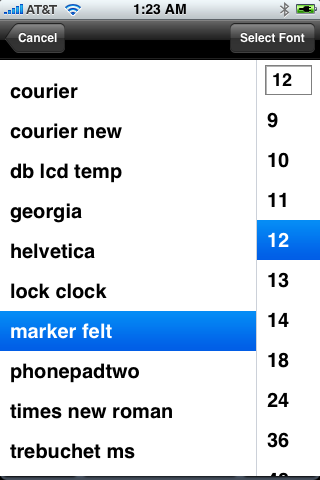 AT&T 1:23 AM
Cancel Select Font
12
courier
9
courier new
10
db lcd temp
11
georgia
12
helvetica
13
lock clock
14
marker felt
18
phonepadtwo
24
times new roman
36
trebuchet ms